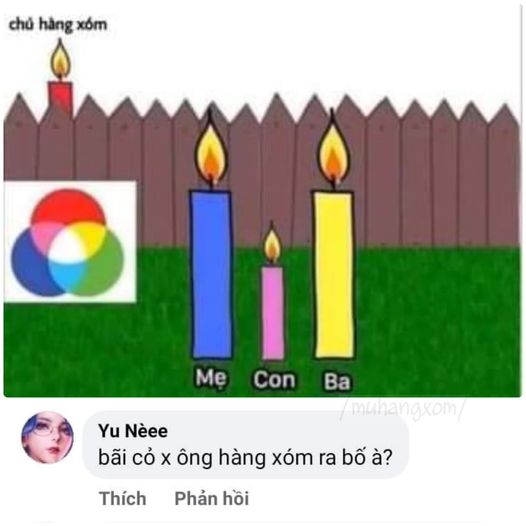 chú hàng xóm
Mẹ Con Ba
/muhangxom/
Yu Nèee
bãi cỏ x ông hàng xóm ra bố à?
Thích Phản hồi